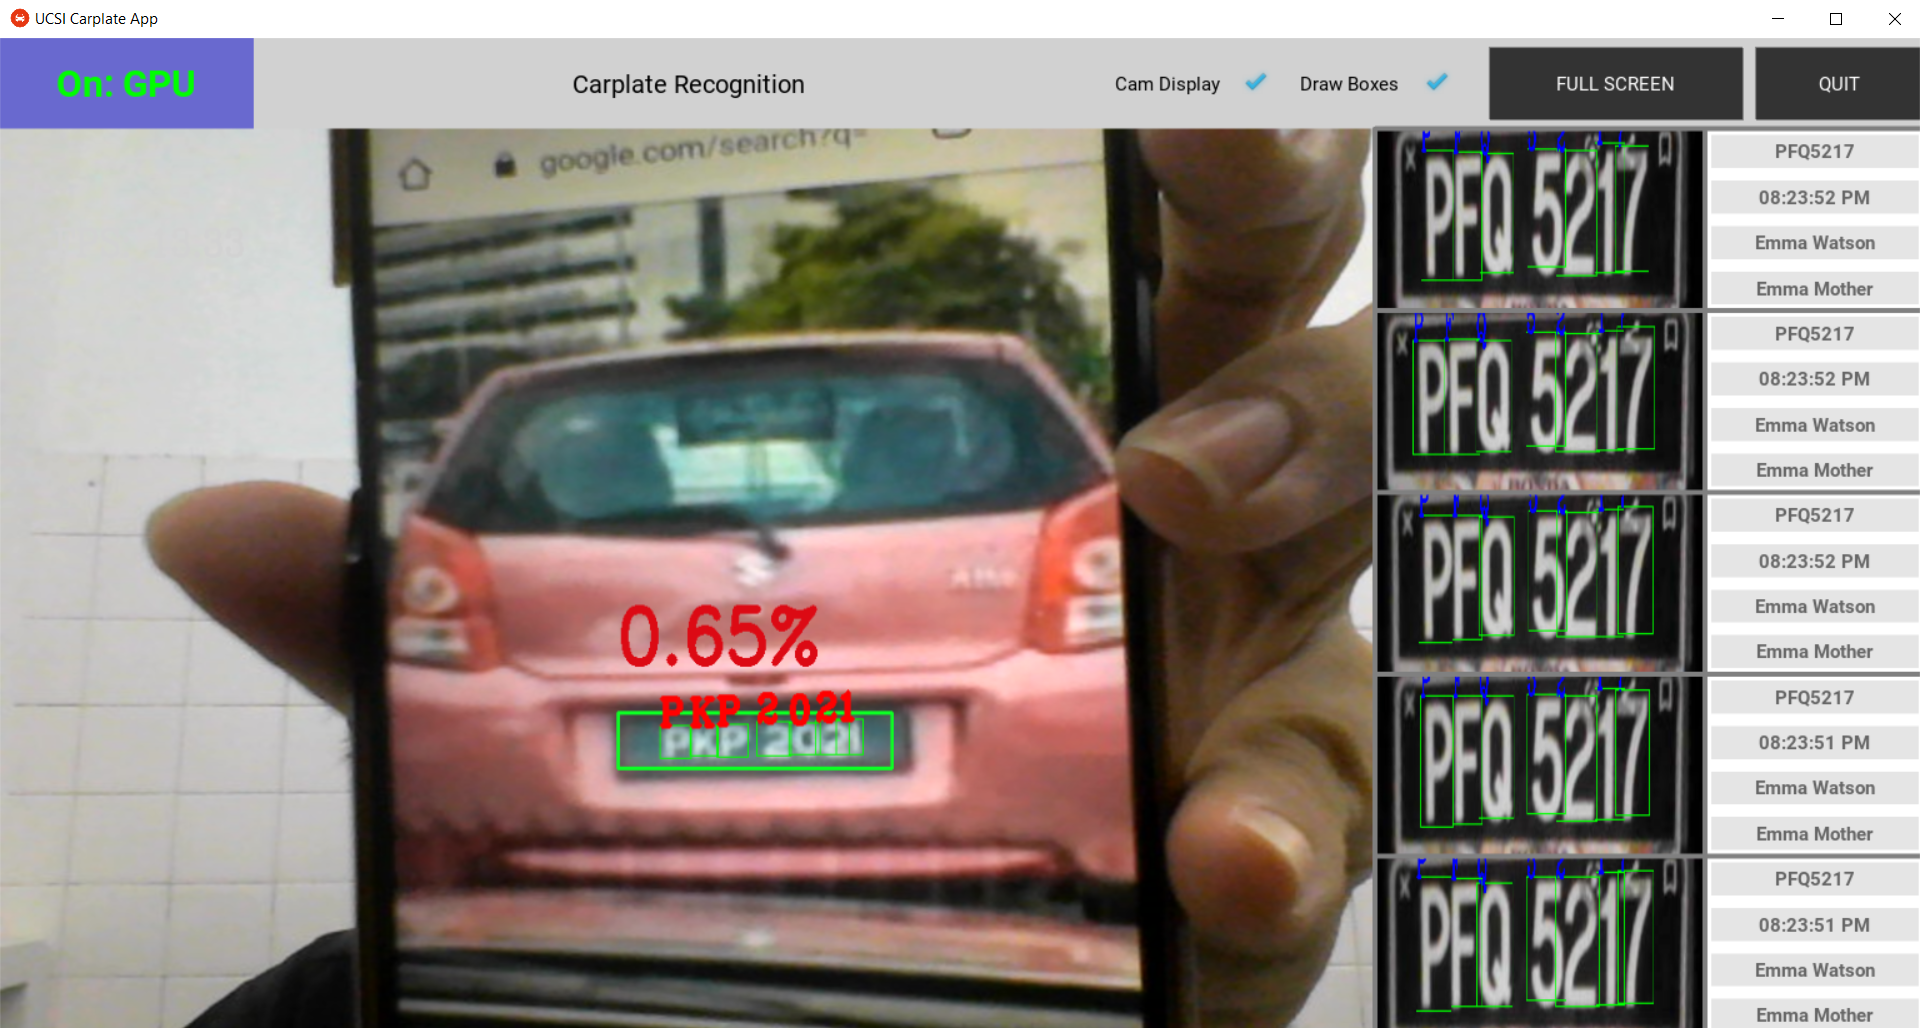 UCSI Carplate App
On: GPU
Carplate Recognition
Cam Display
Draw Boxes
FULL SCREEN
QUIT
google.com/search?q=
Alto
0.65%
PKP 2021
PKP 2021
PFQ 5217
PFQ5217
08:23:52 PM
Emma Watson
Emma Mother
PFQ 5217
HONDA
PFQ5217
08:23:52 PM
Emma Watson
Emma Mother
PFQ 5217
PFQ5217
08:23:52 PM
Emma Watson
Emma Mother
PFQ 5217
PFQ5217
08:23:51 PM
Emma Watson
Emma Mother
PFQ 5217
PFQ5217
08:23:51 PM
Emma Watson
Emma Mother